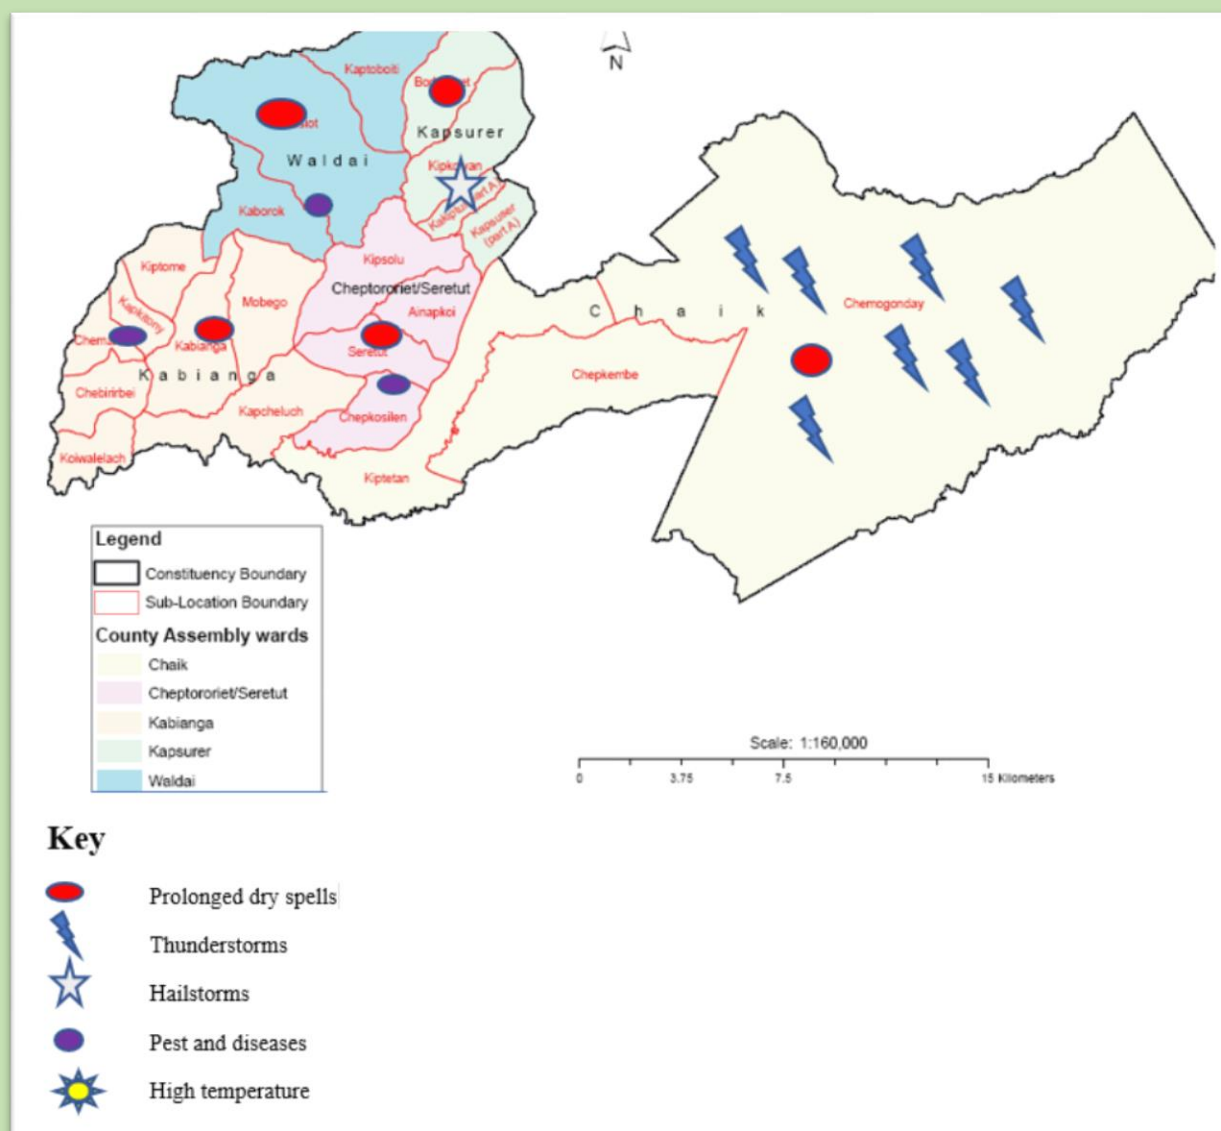 N
Kaptoboiti
Kapsurer
Waldai
Kaborok
Kapsurer
(part A)
Kipsolu
Kiptome
Cheptororiet/Seretut
Mobego
Ainapkoi
Chaik
Chemogonday
Kapkitony
Kabianga
Seretut
Kabianga
Chepkembe
Chebirirbei
Kapcheluch
Chepkosilen
Koiwalelach
Kiptetan
Legend
Constituency Boundary
Sub-Location Boundary
County Assembly wards
Chaik
Cheptororiet/Seretut
Kabianga
Kapsurer
Waldai
Scale: 1:160,000
0 3.75 7.5 15 Kilometers
Key
Prolonged dry spells
Thunderstorms
Hailstorms
Pest and diseases
High temperature